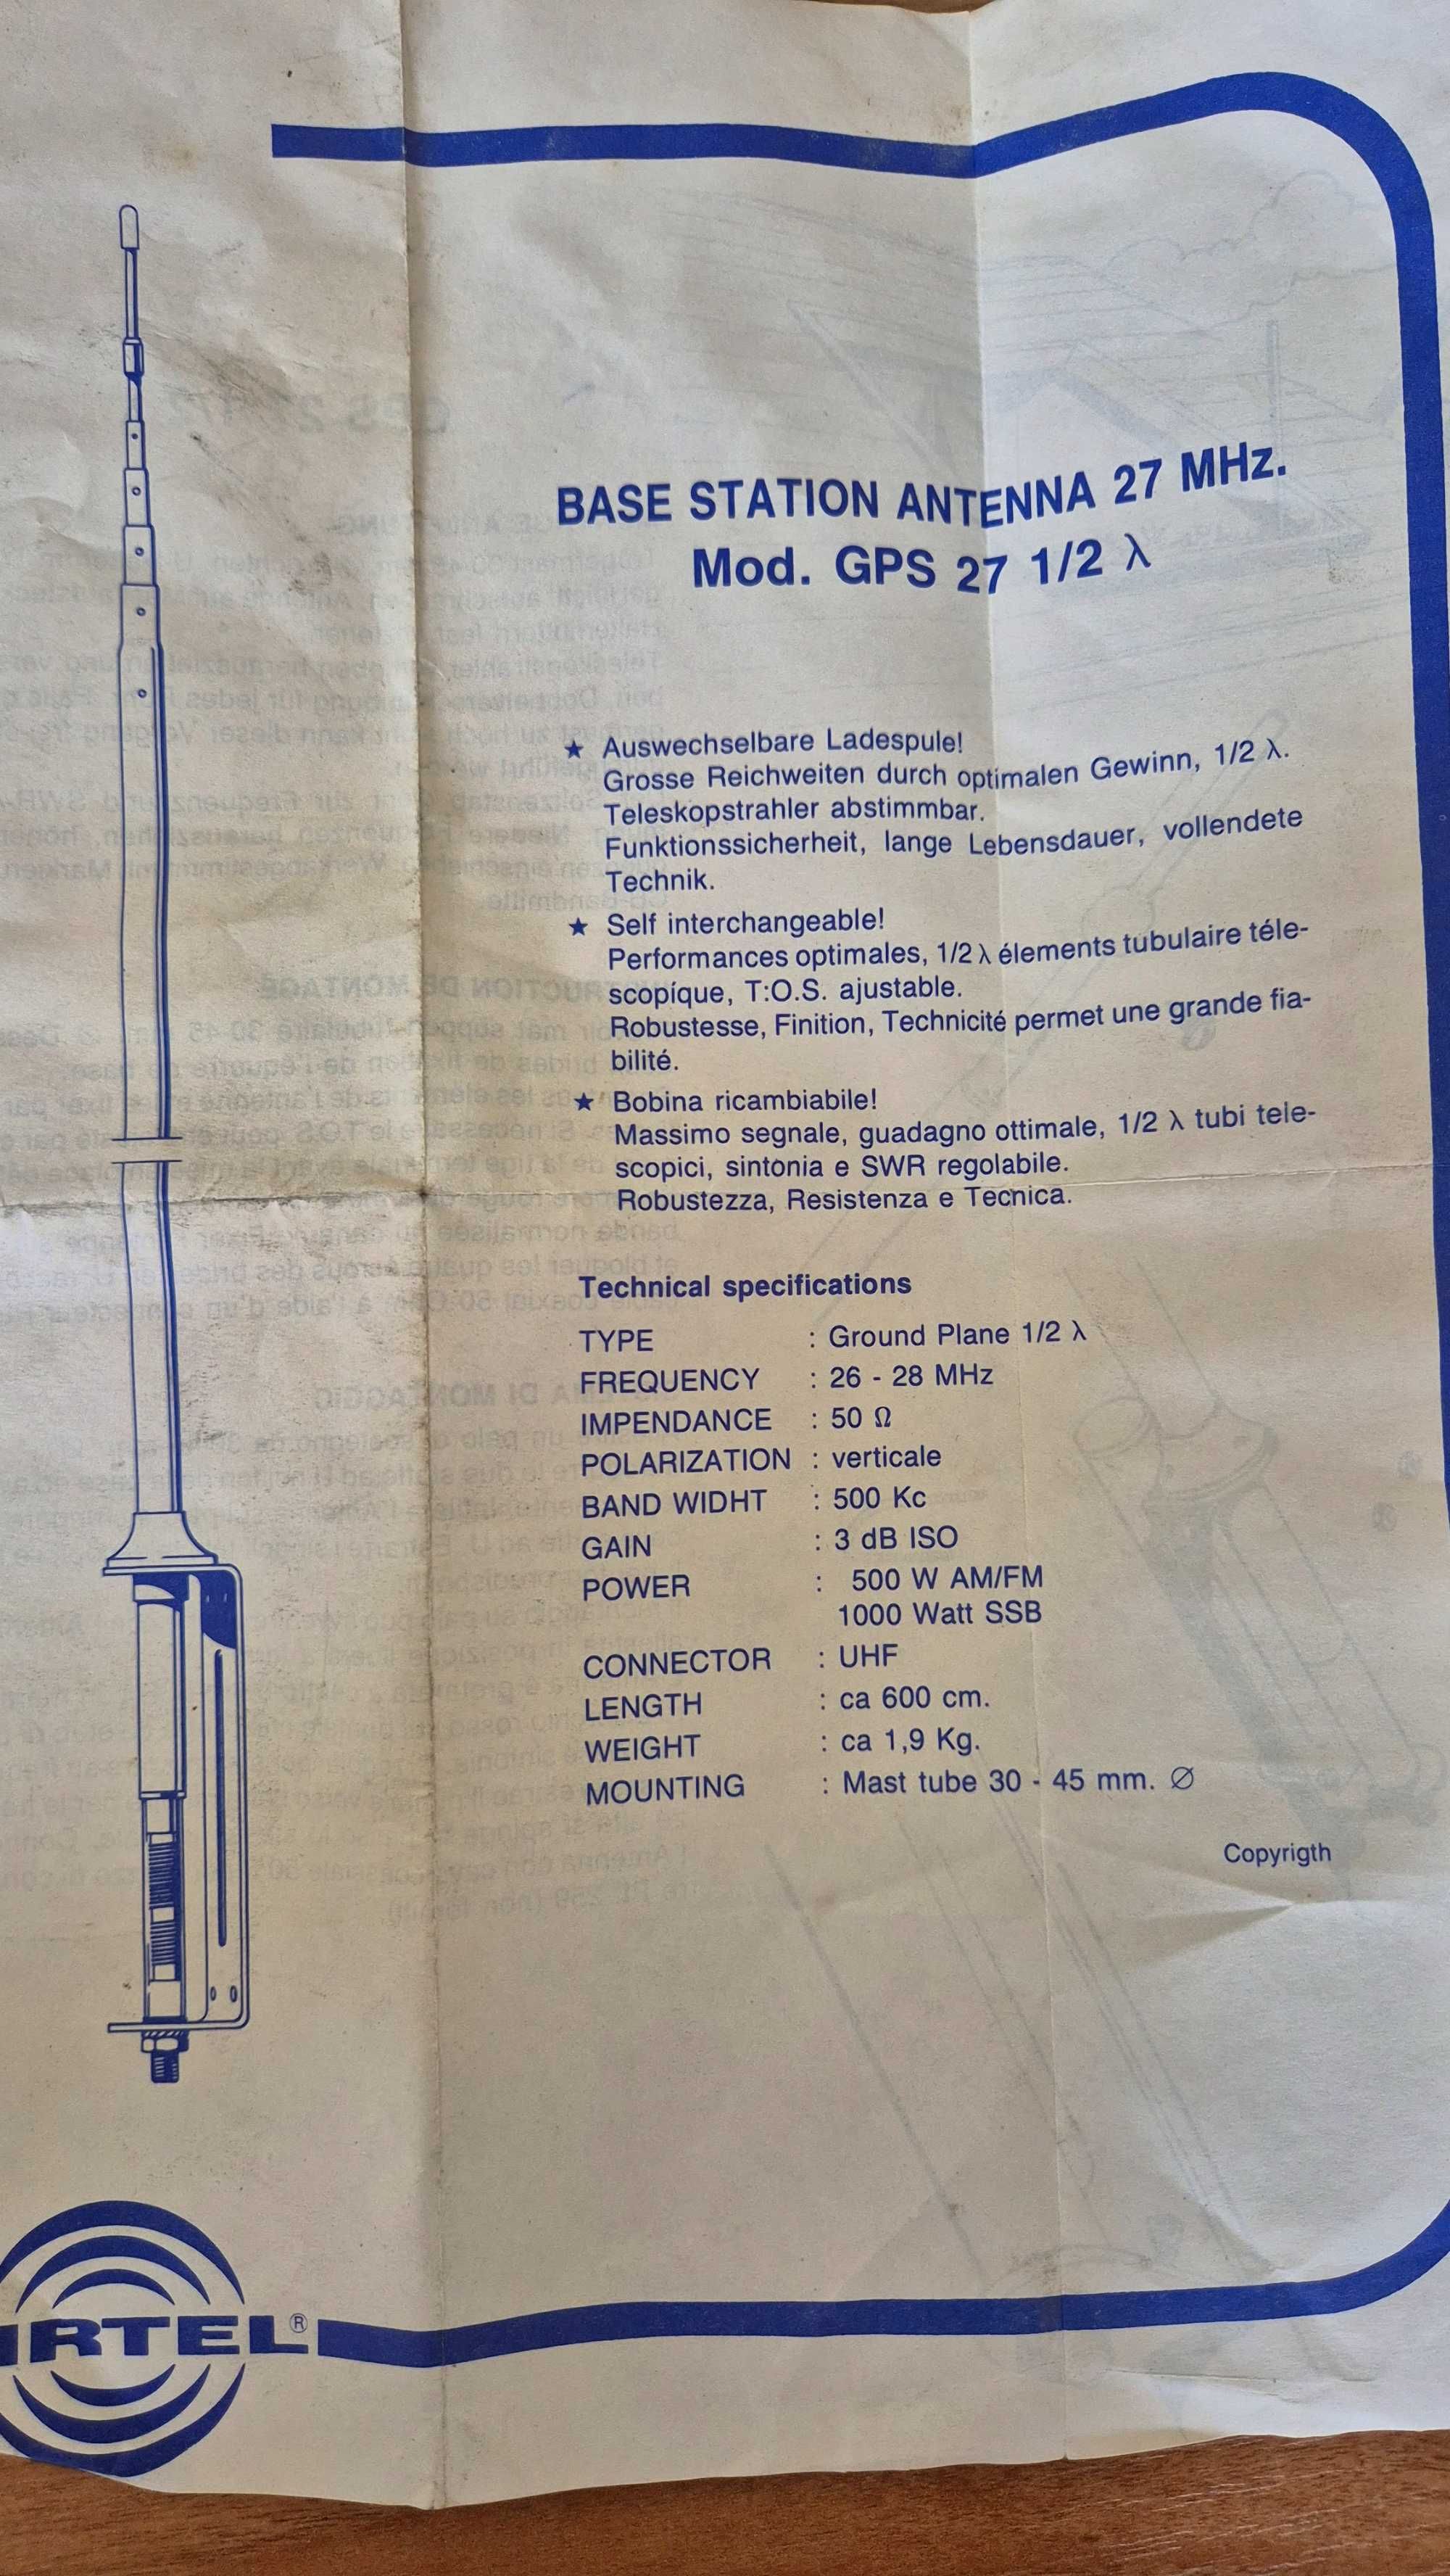 BASE STATION ANTENNA 27 MHz.
Mod. GPS 27 1/2 λ
★ Auswechselbare Ladespule!
Grosse Reichweiten durch optimalen Gewinn, 1/2 λ.
Teleskopstrahler abstimmbar.
Funktionssicherheit, lange Lebensdauer, vollendete
Technik.
★ Self interchangeable!
Performances optimales, 1/2 λ élements tubulaire téle-
scopíque, T:O.S. ajustable.
Robustesse, Finition, Technicité permet une grande fia-
bilité.
★ Bobina ricambiabile!
Massimo segnale, guadagno ottimale, 1/2 λ tubi tele-
scopici, sintonia e SWR regolabile.
Robustezza, Resistenza e Tecnica.
Technical specifications
TYPE : Ground Plane 1/2 λ
FREQUENCY : 26 - 28 MHz
IMPENDANCE : 50 Ω
POLARIZATION : verticale
BAND WIDHT : 500 Kc
GAIN : 3 dB ISO
POWER : 500 W AM/FM
1000 Watt SSB
CONNECTOR : UHF
LENGTH : ca 600 cm.
WEIGHT : ca 1,9 Kg.
MOUNTING : Mast tube 30 - 45 mm. Ø
Copyrigth
IRTEL®